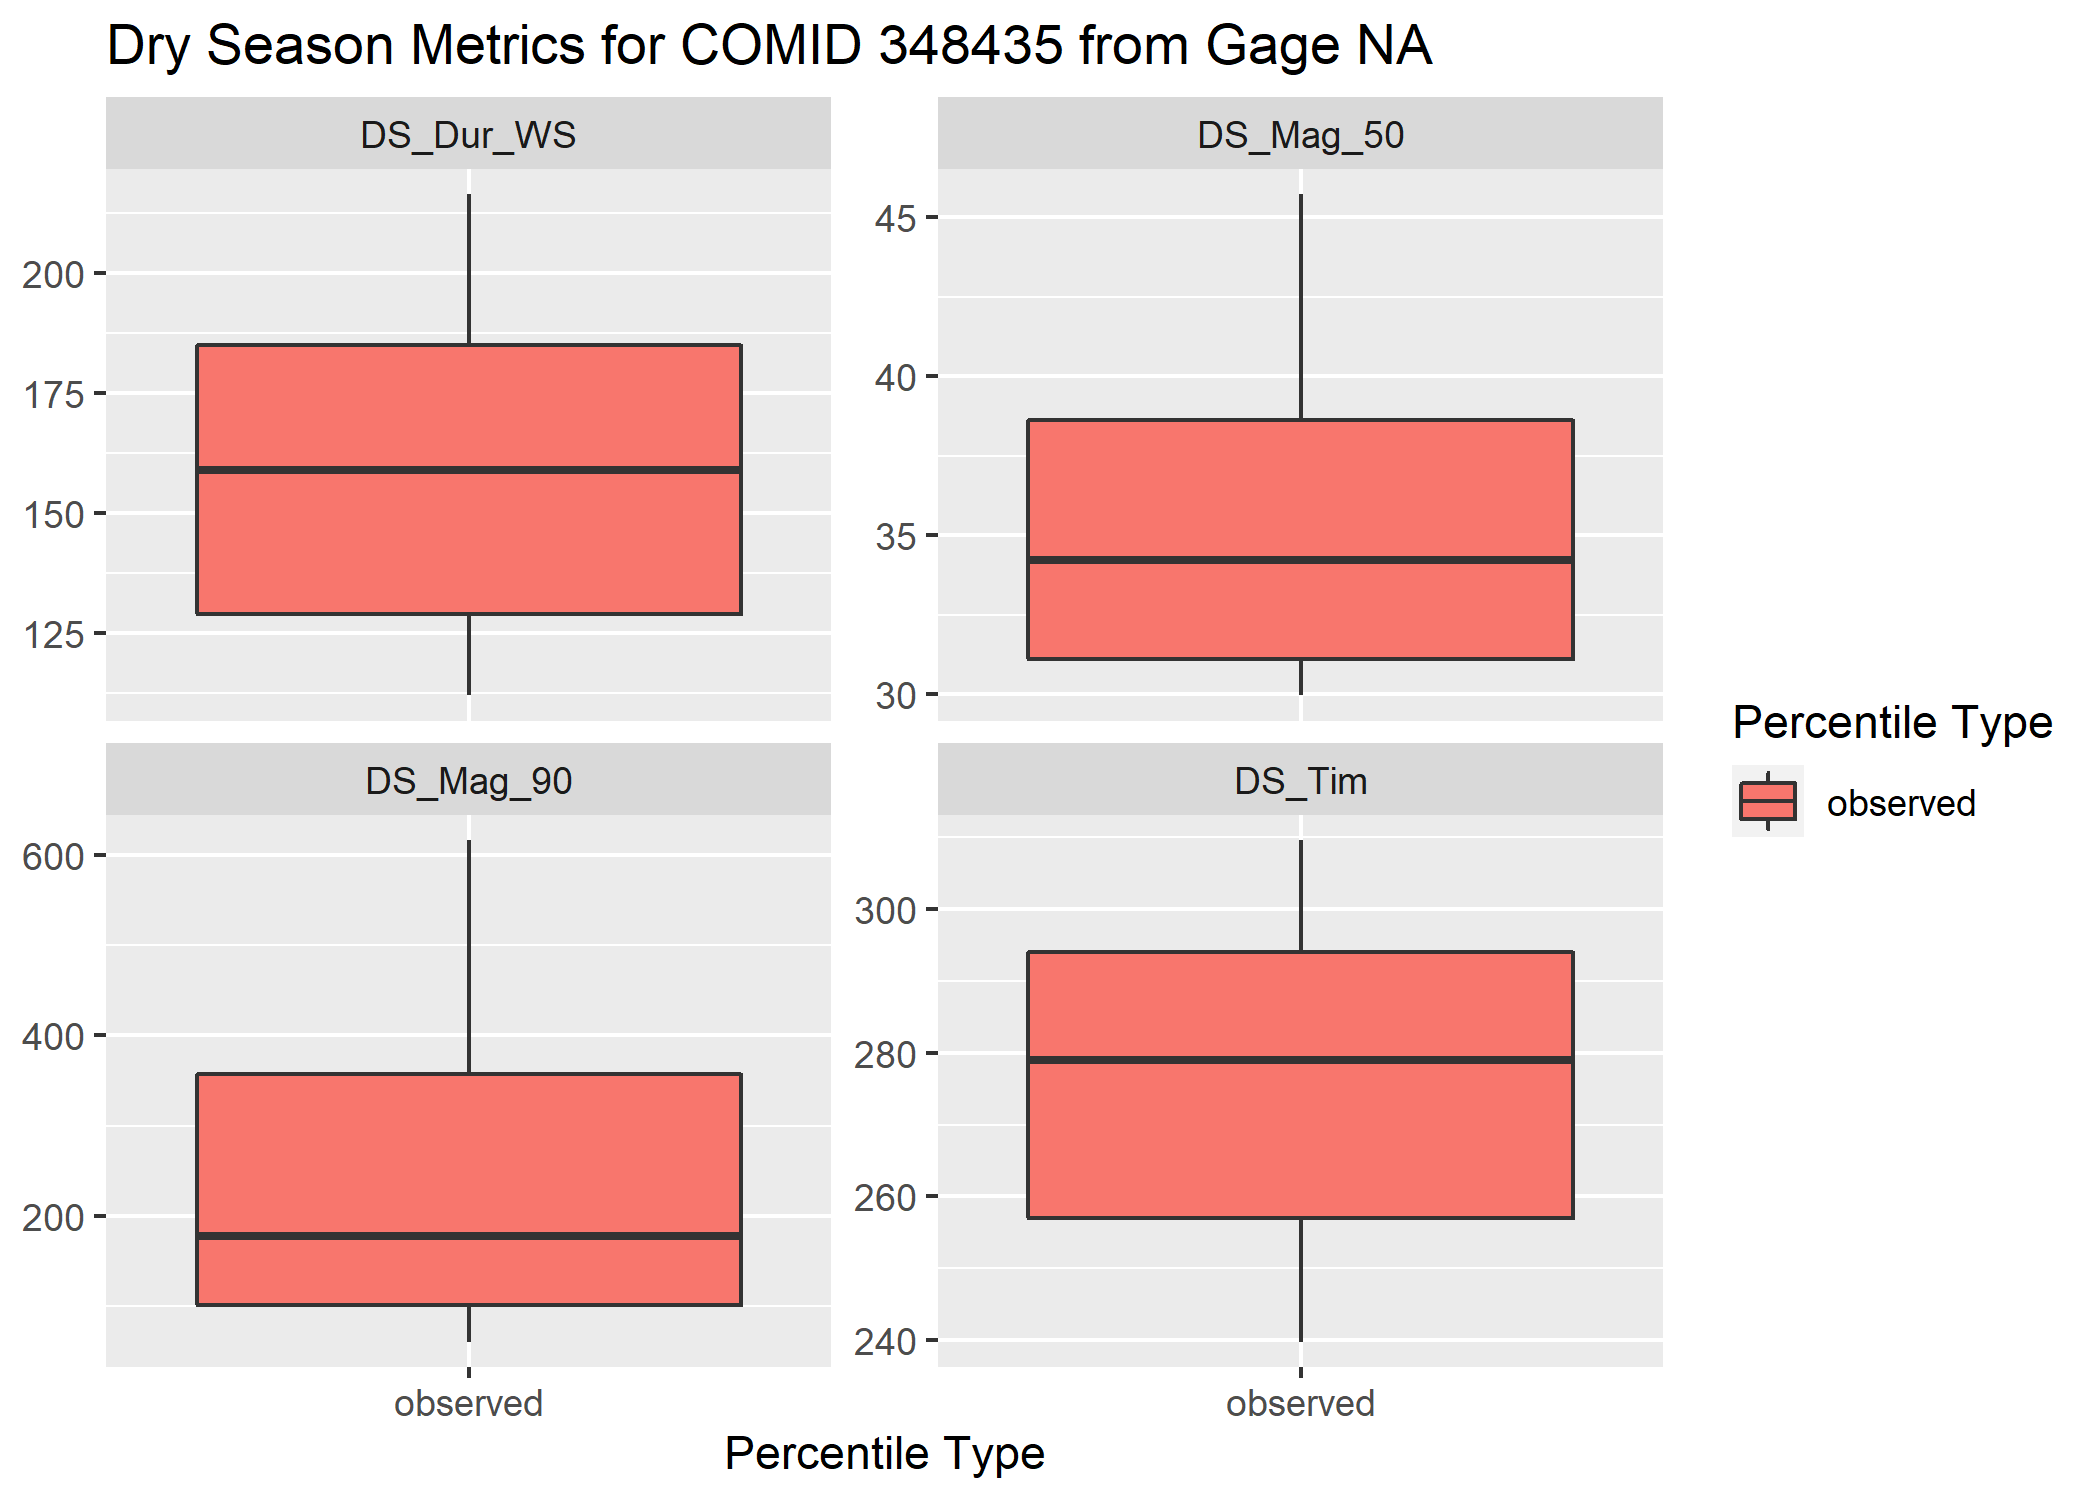 Dry Season Metrics for COMID 348435 from Gage NA
DS_Dur_WS
200
175
150
125
DS_Mag_50
45
40
35
30
DS_Mag_90
600
400
200
observed
DS_Tim
300
280
260
240
observed
Percentile Type
Percentile Type
observed